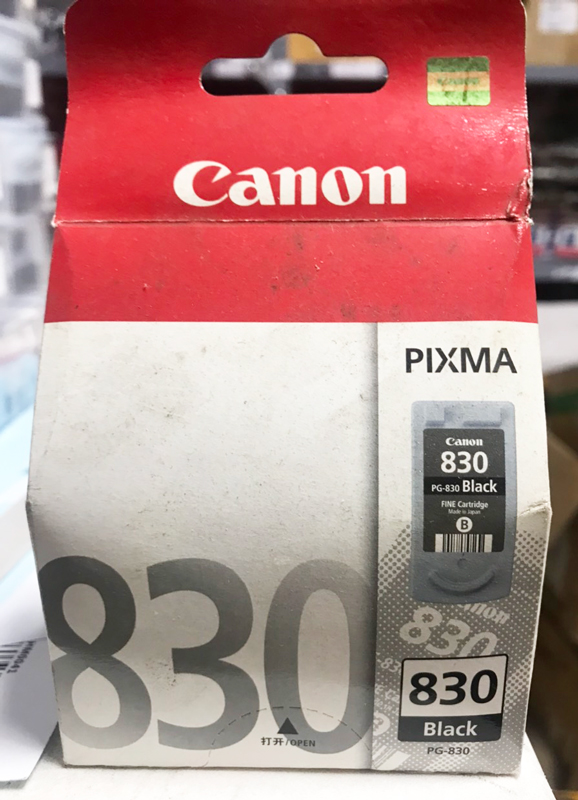 Canon
PIXMA
Canon
830
PG-830 Black
FINE Cartridge
Made in Japan
B
830
830
830
Black
PG-830
打开/OPEN